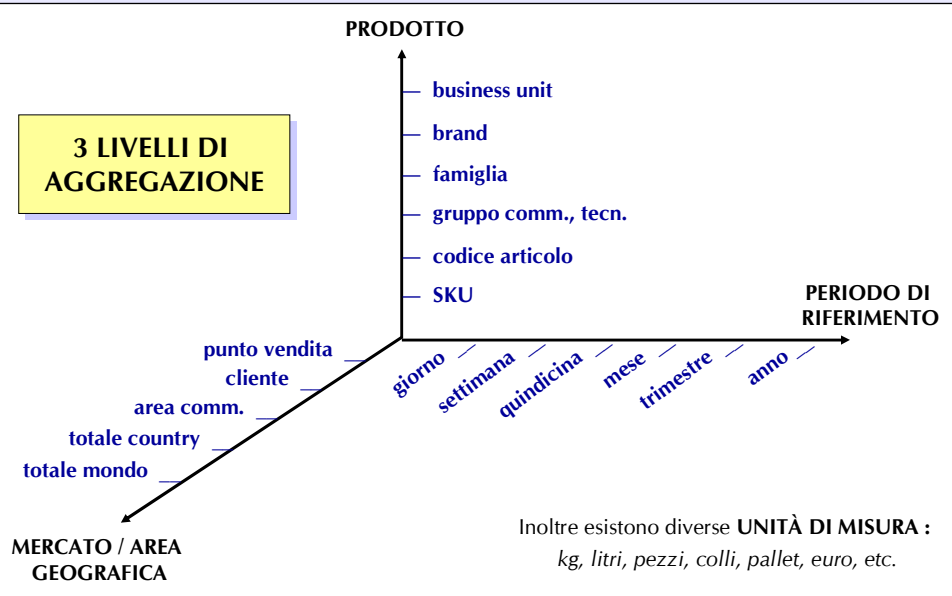 PRODOTTO
business unit
brand
3 LIVELLI DI
AGGREGAZIONE
famiglia
gruppo comm., tecn.
codice articolo
SKU
PERIODO DI
RIFERIMENTO
punto vendita
cliente
area comm.
totale country
totale mondo
giorno
settimana
quindicina
mese
trimestre
anno
MERCATO / AREA
GEOGRAFICA
Inoltre esistono diverse UNITÀ DI MISURA :
kg, litri, pezzi, colli, pallet, euro, etc.